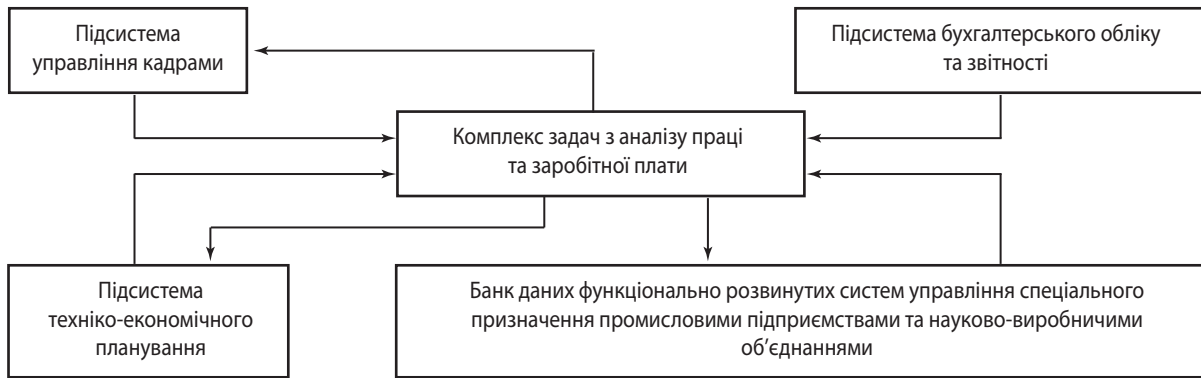 Підсистема
управління кадрами
Підсистема бухгалтерського обліку
та звітності
Комплекс задач з аналізу праці
та заробітної плати
Підсистема
техніко-економічного
планування
Банк даних функціонально розвинутих систем управління спеціального
призначення промисловими підприємствами та науково-виробничими
об’єднаннями